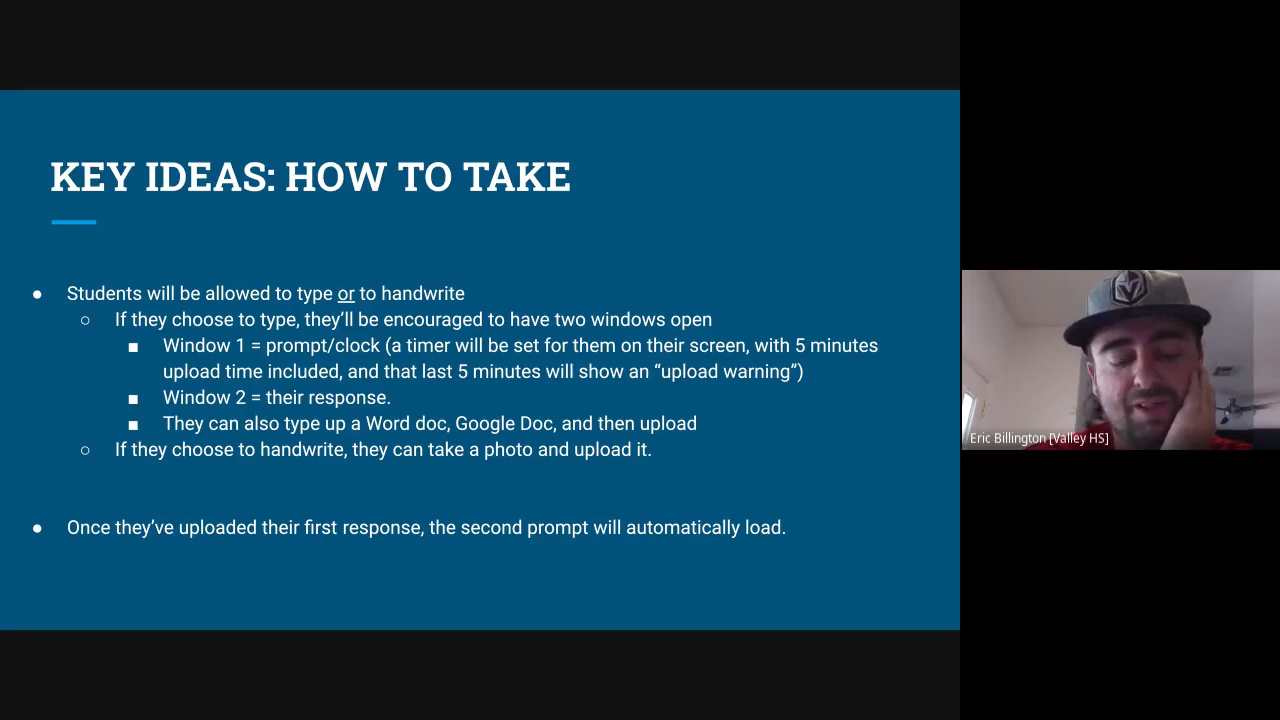 KEY IDEAS: HOW TO TAKE
● Students will be allowed to type or to handwrite
○ If they choose to type, they’ll be encouraged to have two windows open
■ Window 1 = prompt/clock (a timer will be set for them on their screen, with 5 minutes
upload time included, and that last 5 minutes will show an “upload warning”)
■ Window 2 = their response.
■ They can also type up a Word doc, Google Doc, and then upload
○ If they choose to handwrite, they can take a photo and upload it.
● Once they’ve uploaded their first response, the second prompt will automatically load.
Eric Billington [Valley HS]